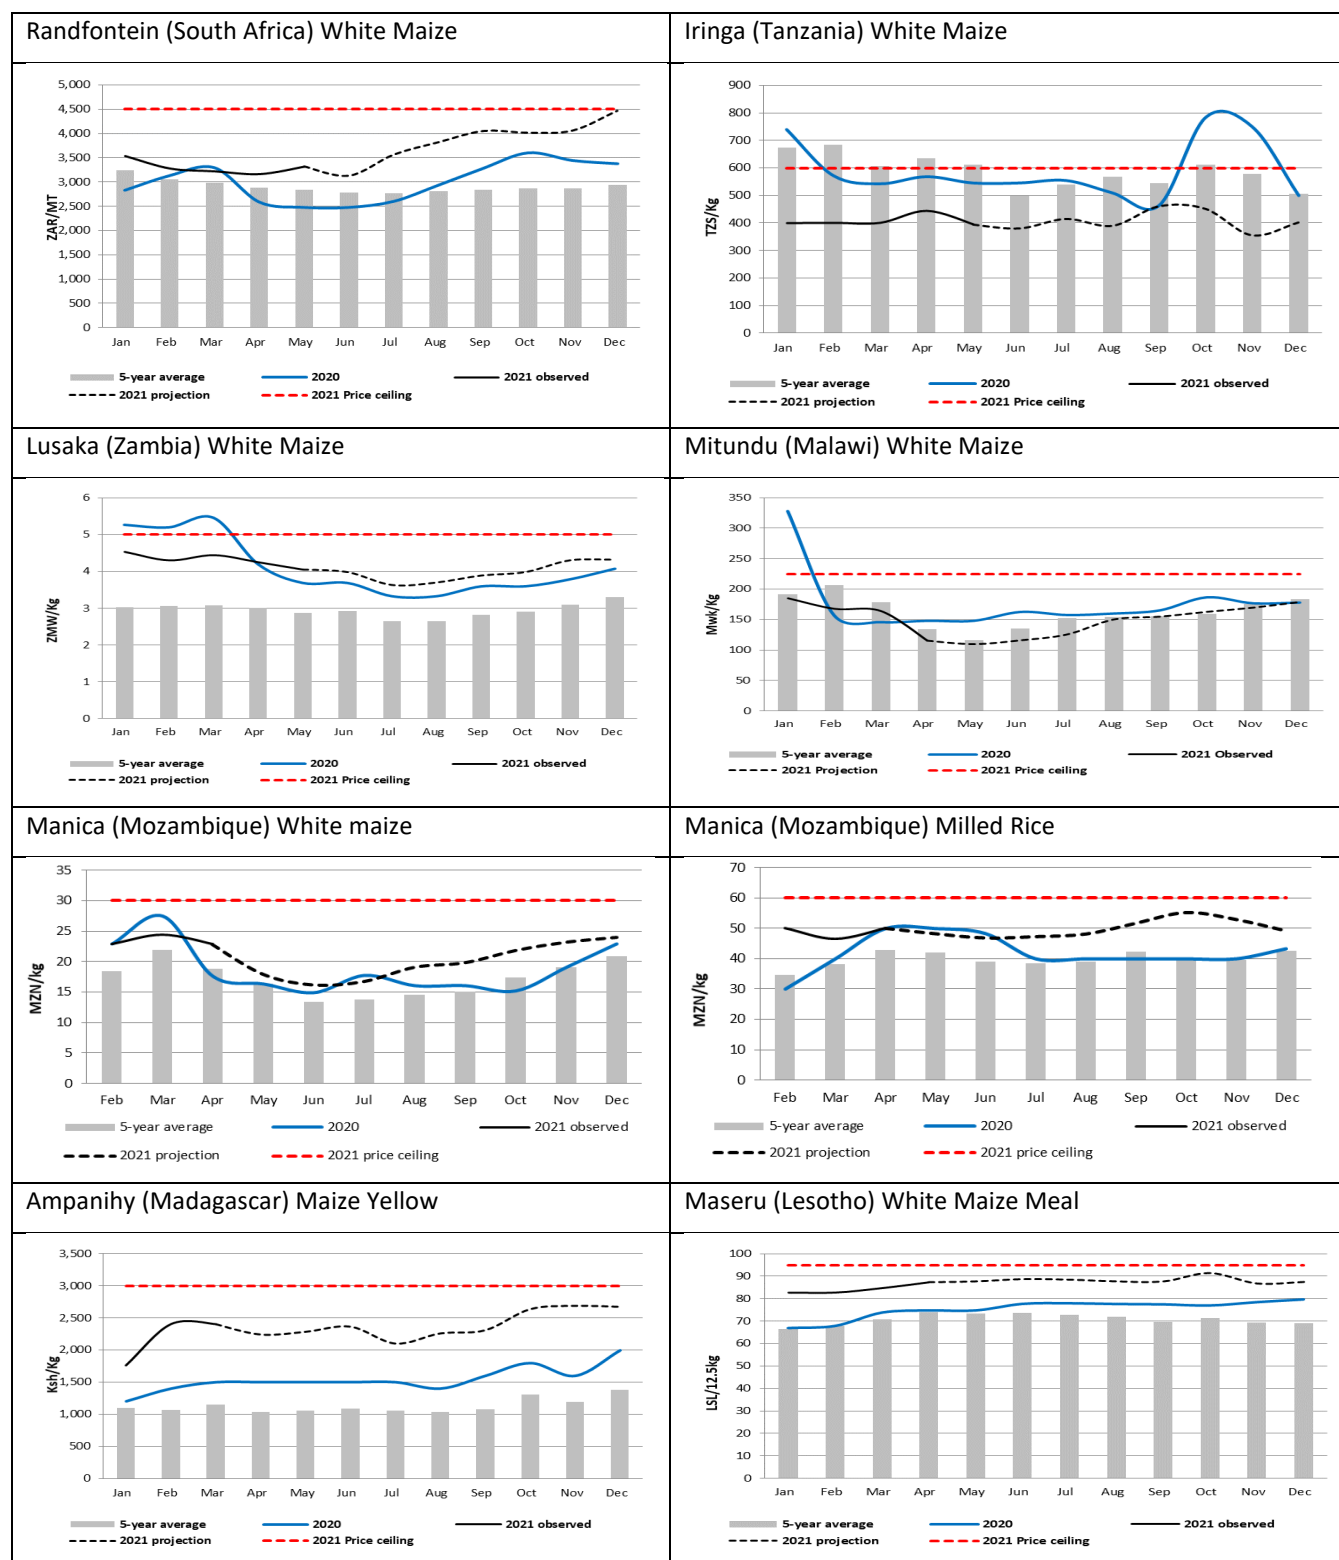 Randfontein (South Africa) White Maize
ZAR/MT
5,000
4,500
4,000
3,500
3,000
2,500
2,000
1,500
1,000
500
0
Jan Feb Mar Apr May Jun Jul Aug Sep Oct Nov Dec
5-year average 2020 2021 observed
2021 projection 2021 Price ceiling
Iringa (Tanzania) White Maize
TZS/Kg
900
800
700
600
500
400
300
200
100
0
Jan Feb Mar Apr May Jun Jul Aug Sep Oct Nov Dec
5-year average 2020 2021 observed
2021 projection 2021 Price ceiling
Lusaka (Zambia) White Maize
ZMW/Kg
6
5
4
3
2
1
0
Jan Feb Mar Apr May Jun Jul Aug Sep Oct Nov Dec
5-year average 2020 2021 observed
2021 projection 2021 Price ceiling
Mitundu (Malawi) White Maize
Mwk/Kg
350
300
250
200
150
100
50
0
Jan Feb Mar Apr May Jun Jul Aug Sep Oct Nov Dec
5-year average 2020 2021 Observed
2021 Projection 2021 Price ceiling
Manica (Mozambique) White maize
MZN/kg
35
30
25
20
15
10
5
0
Feb Mar Apr May Jun Jul Aug Sep Oct Nov Dec
5-year average 2020 2021 observed
2021 projection 2021 price ceiling
Manica (Mozambique) Milled Rice
MZN/kg
70
60
50
40
30
20
10
0
Feb Mar Apr May Jun Jul Aug Sep Oct Nov Dec
5-year average 2020 2021 observed
2021 projection 2021 price ceiling
Ampanihy (Madagascar) Maize Yellow
Ksh/Kg
3,500
3,000
2,500
2,000
1,500
1,000
500
0
Jan Feb Mar Apr May Jun Jul Aug Sep Oct Nov Dec
5-year average 2020 2021 observed
2021 projection 2021 Price ceiling
Maseru (Lesotho) White Maize Meal
LSL/12.5kg
100
90
80
70
60
50
40
30
20
10
0
Jan Feb Mar Apr May Jun Jul Aug Sep Oct Nov Dec
5-year average 2020 2021 observed
2021 projection 2021 Price ceiling